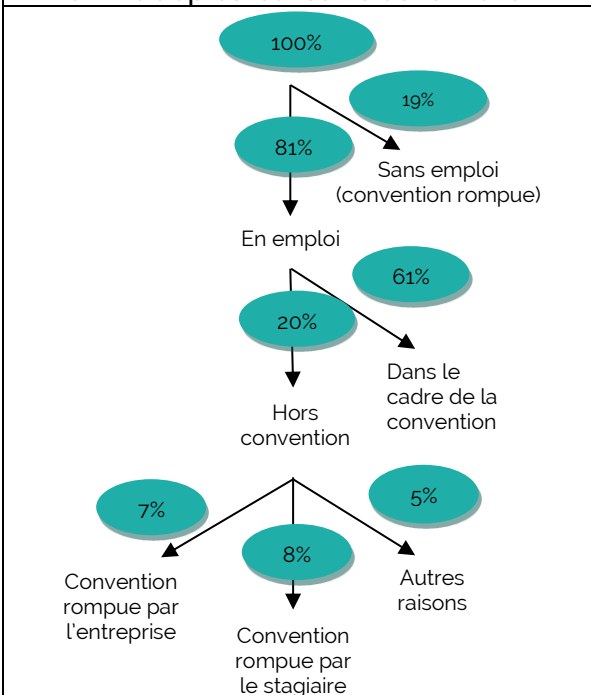 100%
19%
81%
Sans emploi
(convention rompue)
En emploi
61%
20%
Dans le
cadre de la
convention
Hors
convention
7%
5%
8%
Convention
rompue par
l'entreprise
Autres
raisons
Convention
rompue par
le stagiaire